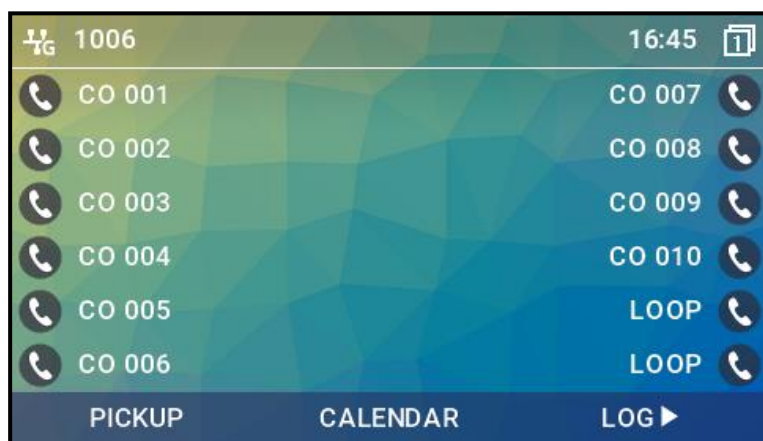 G 1006 16:45 1
CO 001 CO 007
CO 002 CO 008
CO 003 CO 009
CO 004 CO 010
CO 005 LOOP
CO 006 LOOP
PICKUP CALENDAR LOG